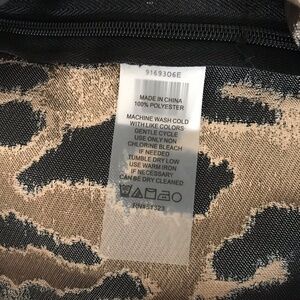 9169306E
MADE IN CHINA
100% POLYESTER
MACHINE WASH COLD
WITH LIKE COLORS
GENTLE CYCLE
USE ONLY NON
CHLORINE BLEACH
IF NEEDED
TUMBLE DRY LOW
USE WARM IRON
IF NECESSARY
CAN BE DRY CLEANED